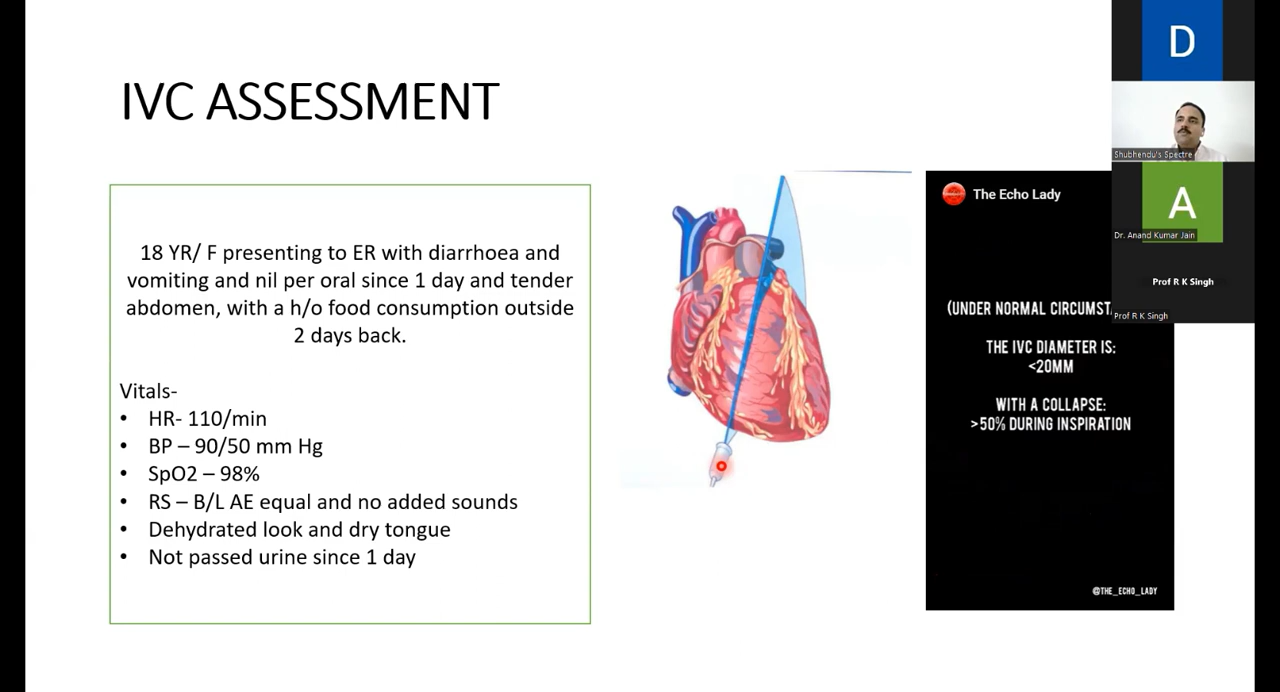 IVC ASSESSMENT
18 YR/ F presenting to ER with diarrhoea and
vomiting and nil per oral since 1 day and tender
abdomen, with a h/o food consumption outside
2 days back.
Vitals-
• HR- 110/min
• BP – 90/50 mm Hg
• SpO2 – 98%
• RS – B/L AE equal and no added sounds
• Dehydrated look and dry tongue
• Not passed urine since 1 day
The Echo Lady
(UNDER NORMAL CIRCUMST
THE IVC DIAMETER IS:
<20MM
WITH A COLLAPSE:
>50% DURING INSPIRATION
@THE_ECHO_LADY
D
Shubhendu's Spectre
A
Dr. Anand Kumar Jain
Prof R K Singh
Prof R K Singh